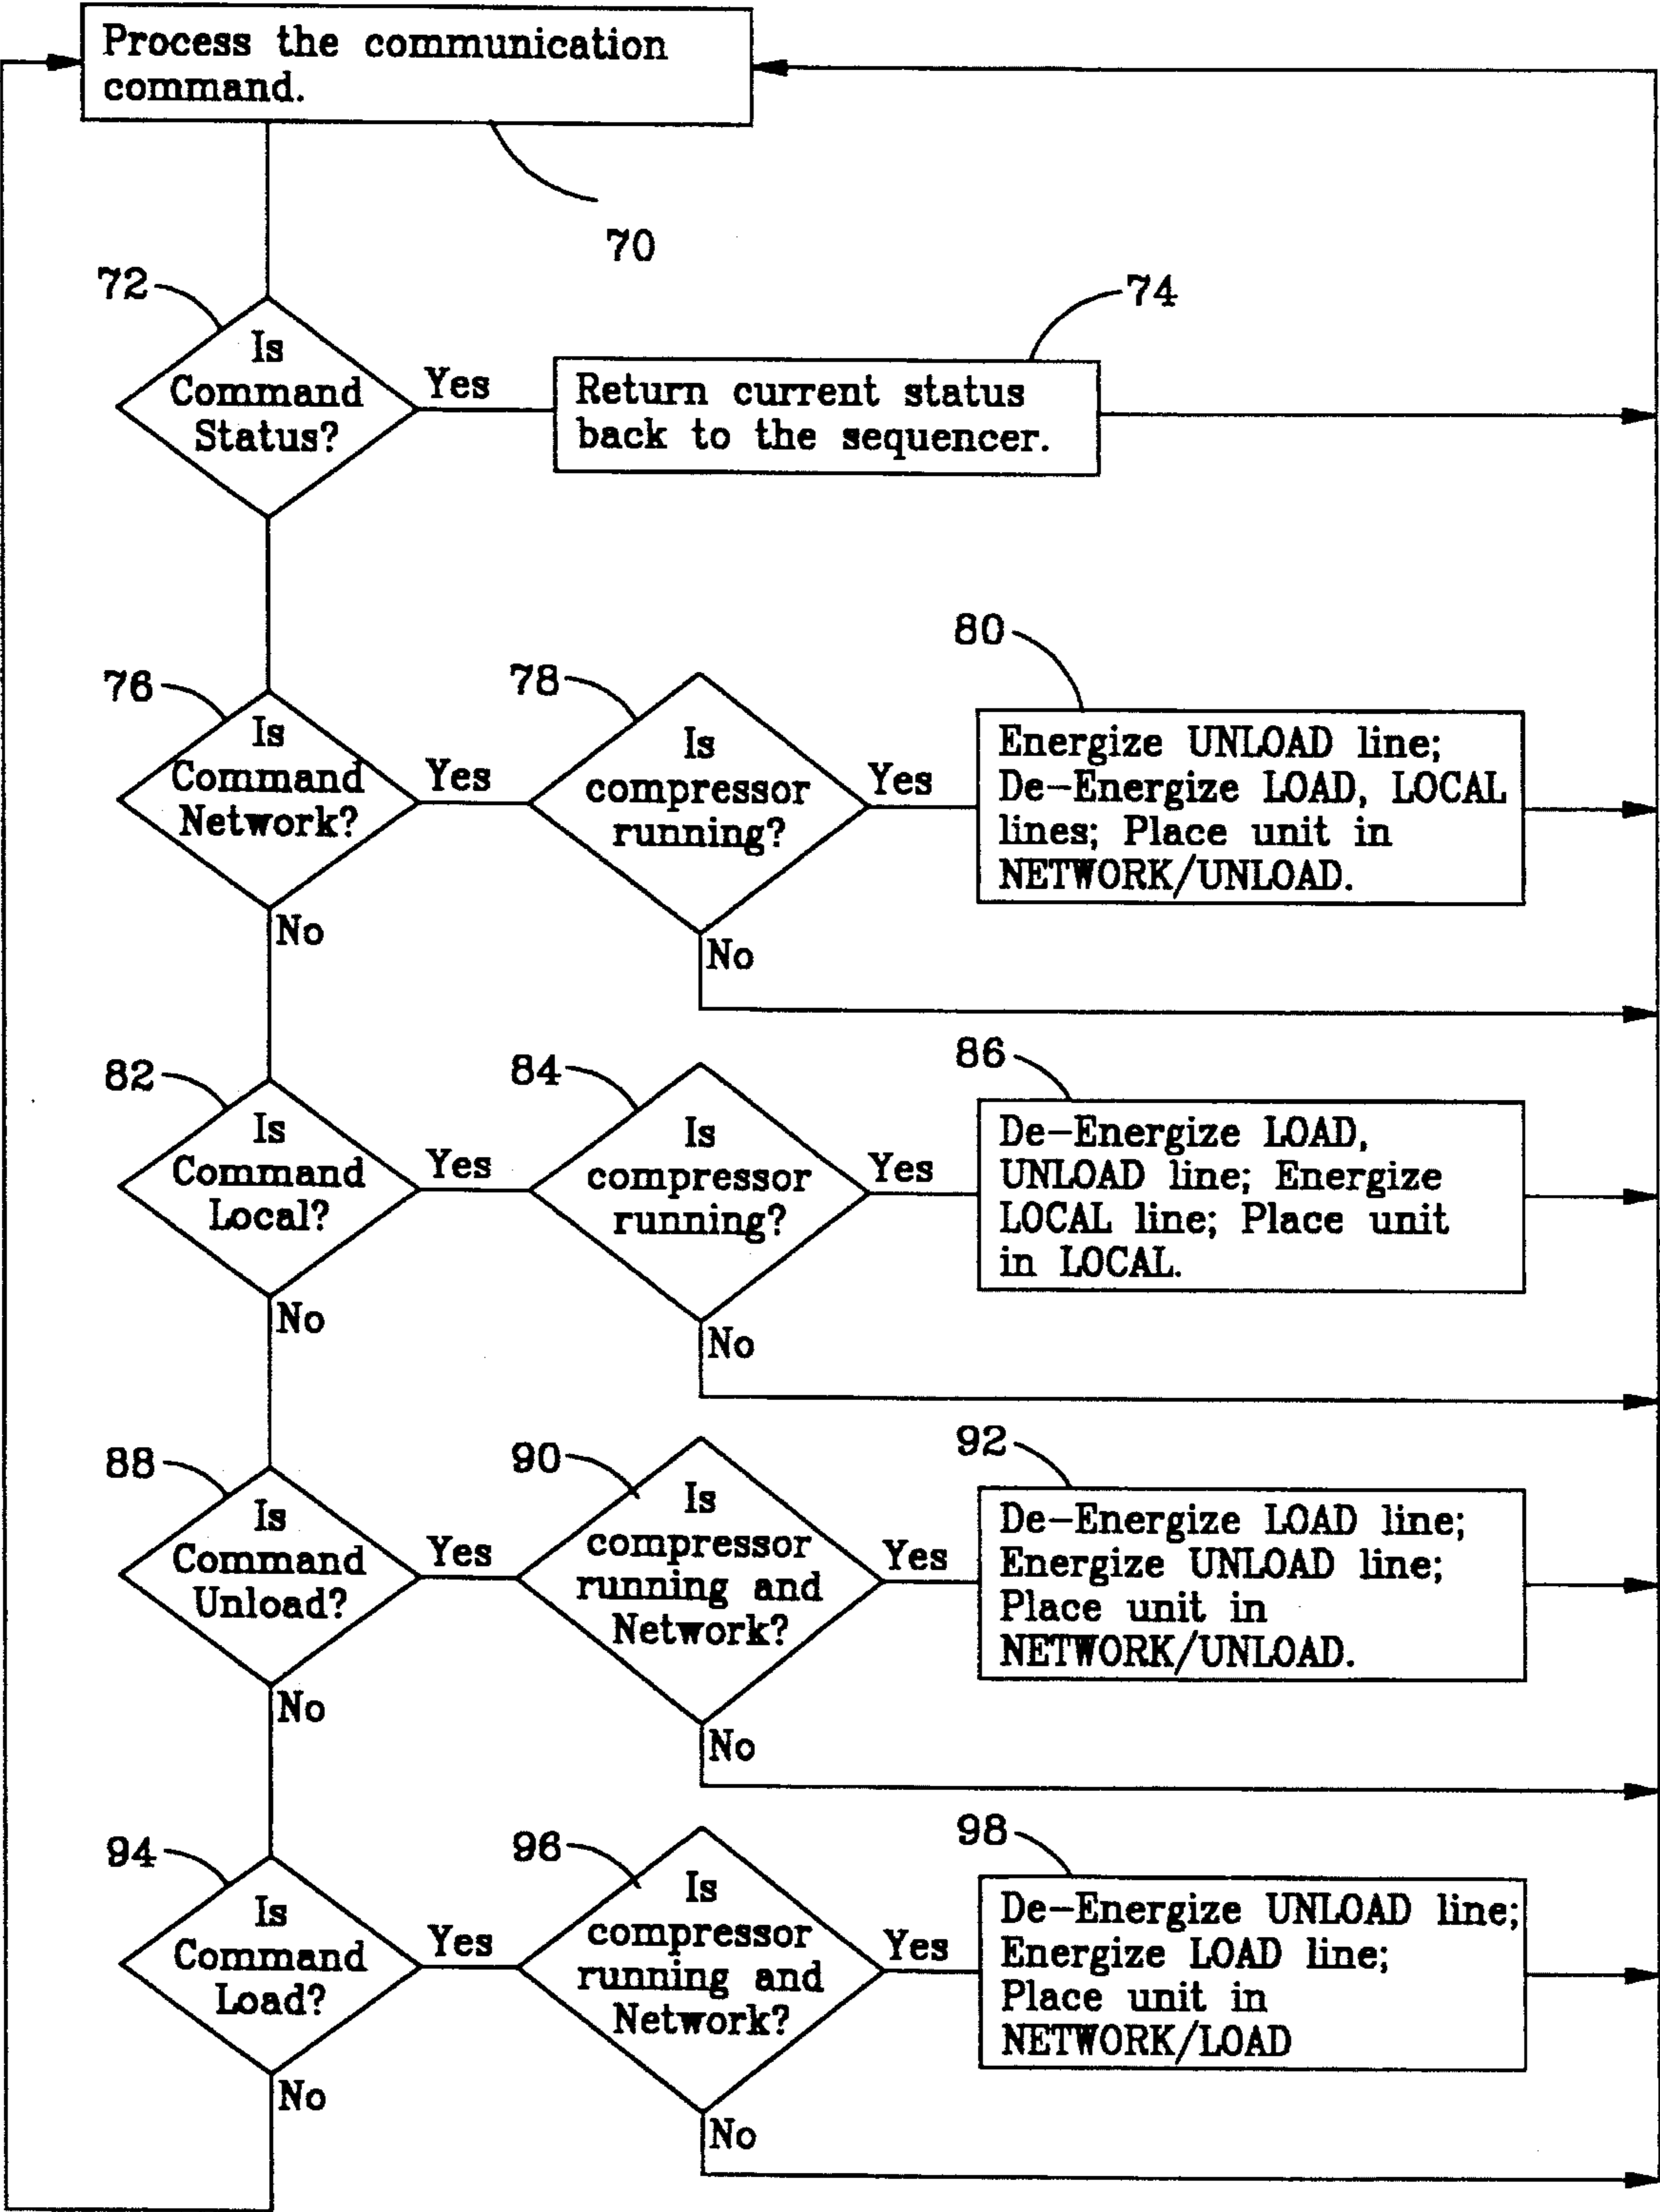 Process the communication
command.
70
72
Is
Command
Status?
Yes
74
Return current status
back to the sequencer.
76
Is
Command
Network?
Yes
No
78
Is
compressor
running?
Yes
No
80
Energize UNLOAD line;
De-Energize LOAD, LOCAL
lines; Place unit in
NETWORK/UNLOAD.
82
Is
Command
Local?
Yes
No
84
Is
compressor
running?
Yes
No
86
De-Energize LOAD,
UNLOAD line; Energize
LOCAL line; Place unit
in LOCAL.
88
Is
Command
Unload?
Yes
No
90
Is
compressor
running and
Network?
Yes
No
92
De-Energize LOAD line;
Energize UNLOAD line;
Place unit in
NETWORK/UNLOAD.
94
Is
Command
Load?
Yes
No
96
Is
compressor
running and
Network?
Yes
No
98
De-Energize UNLOAD line;
Energize LOAD line;
Place unit in
NETWORK/LOAD